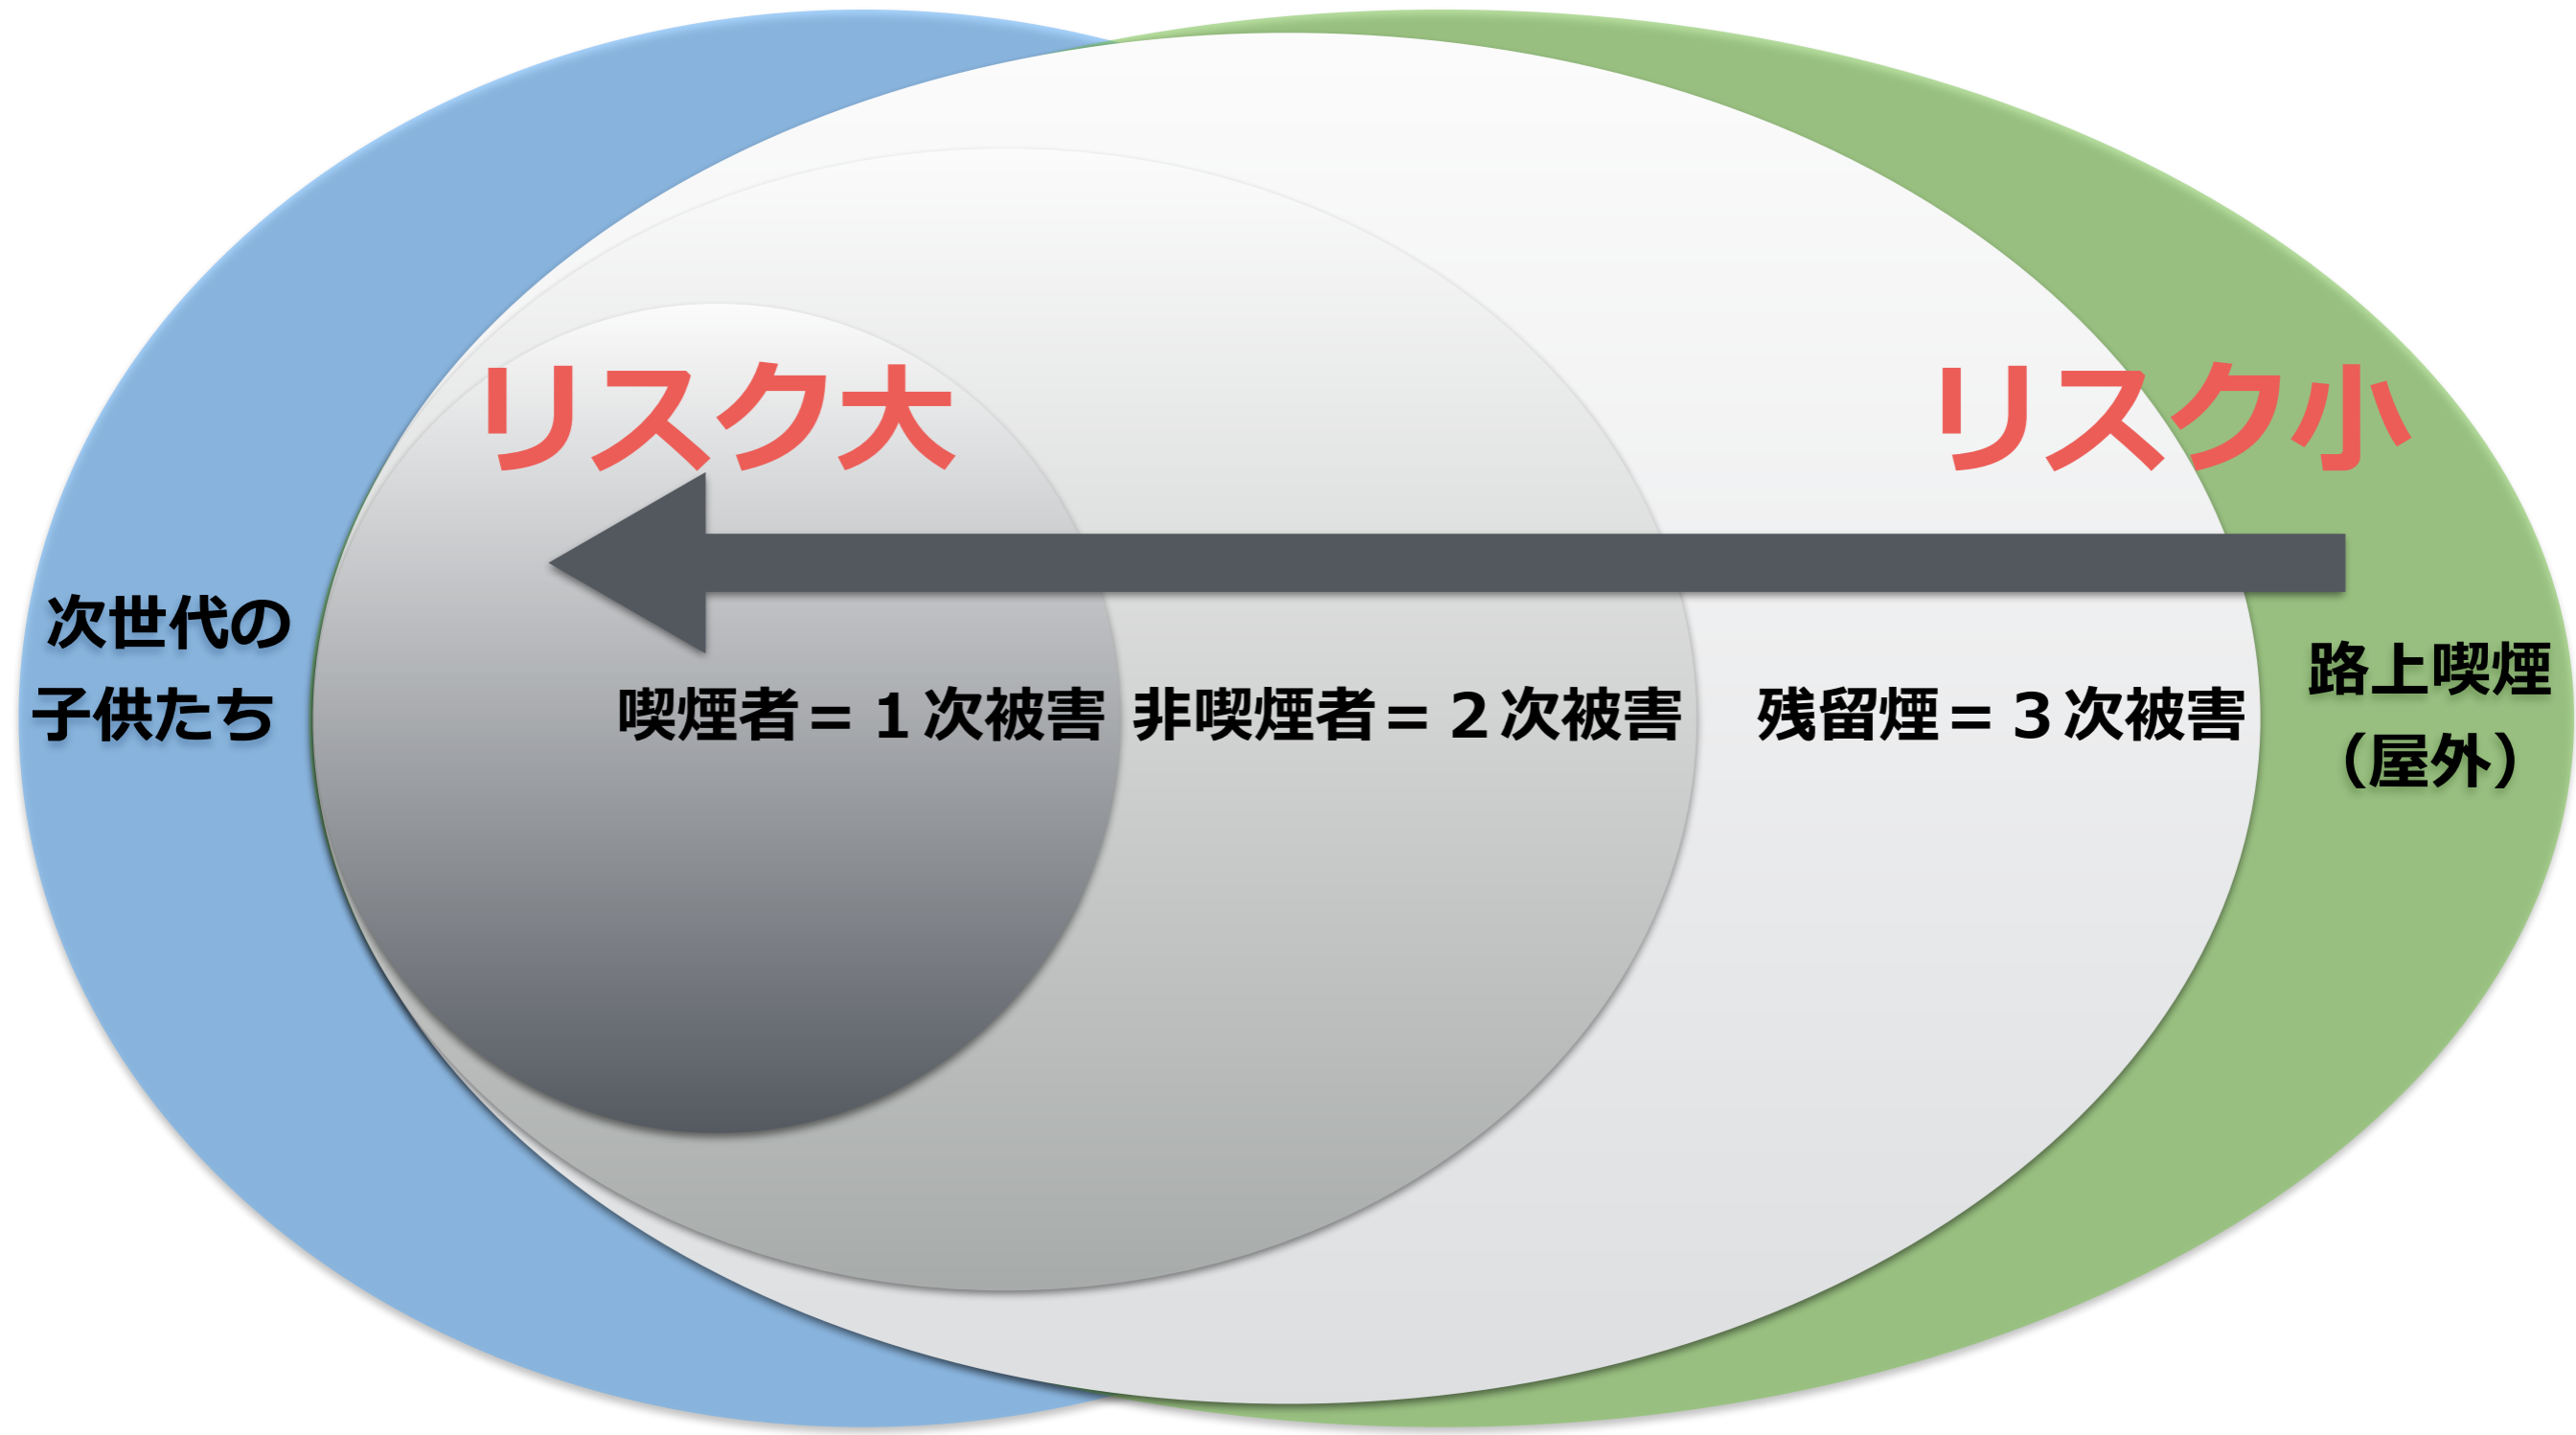 リスク大
リスク小
次世代の
子供たち
喫煙者＝１次被害
非喫煙者＝２次被害
残留煙＝３次被害
路上喫煙
（屋外）